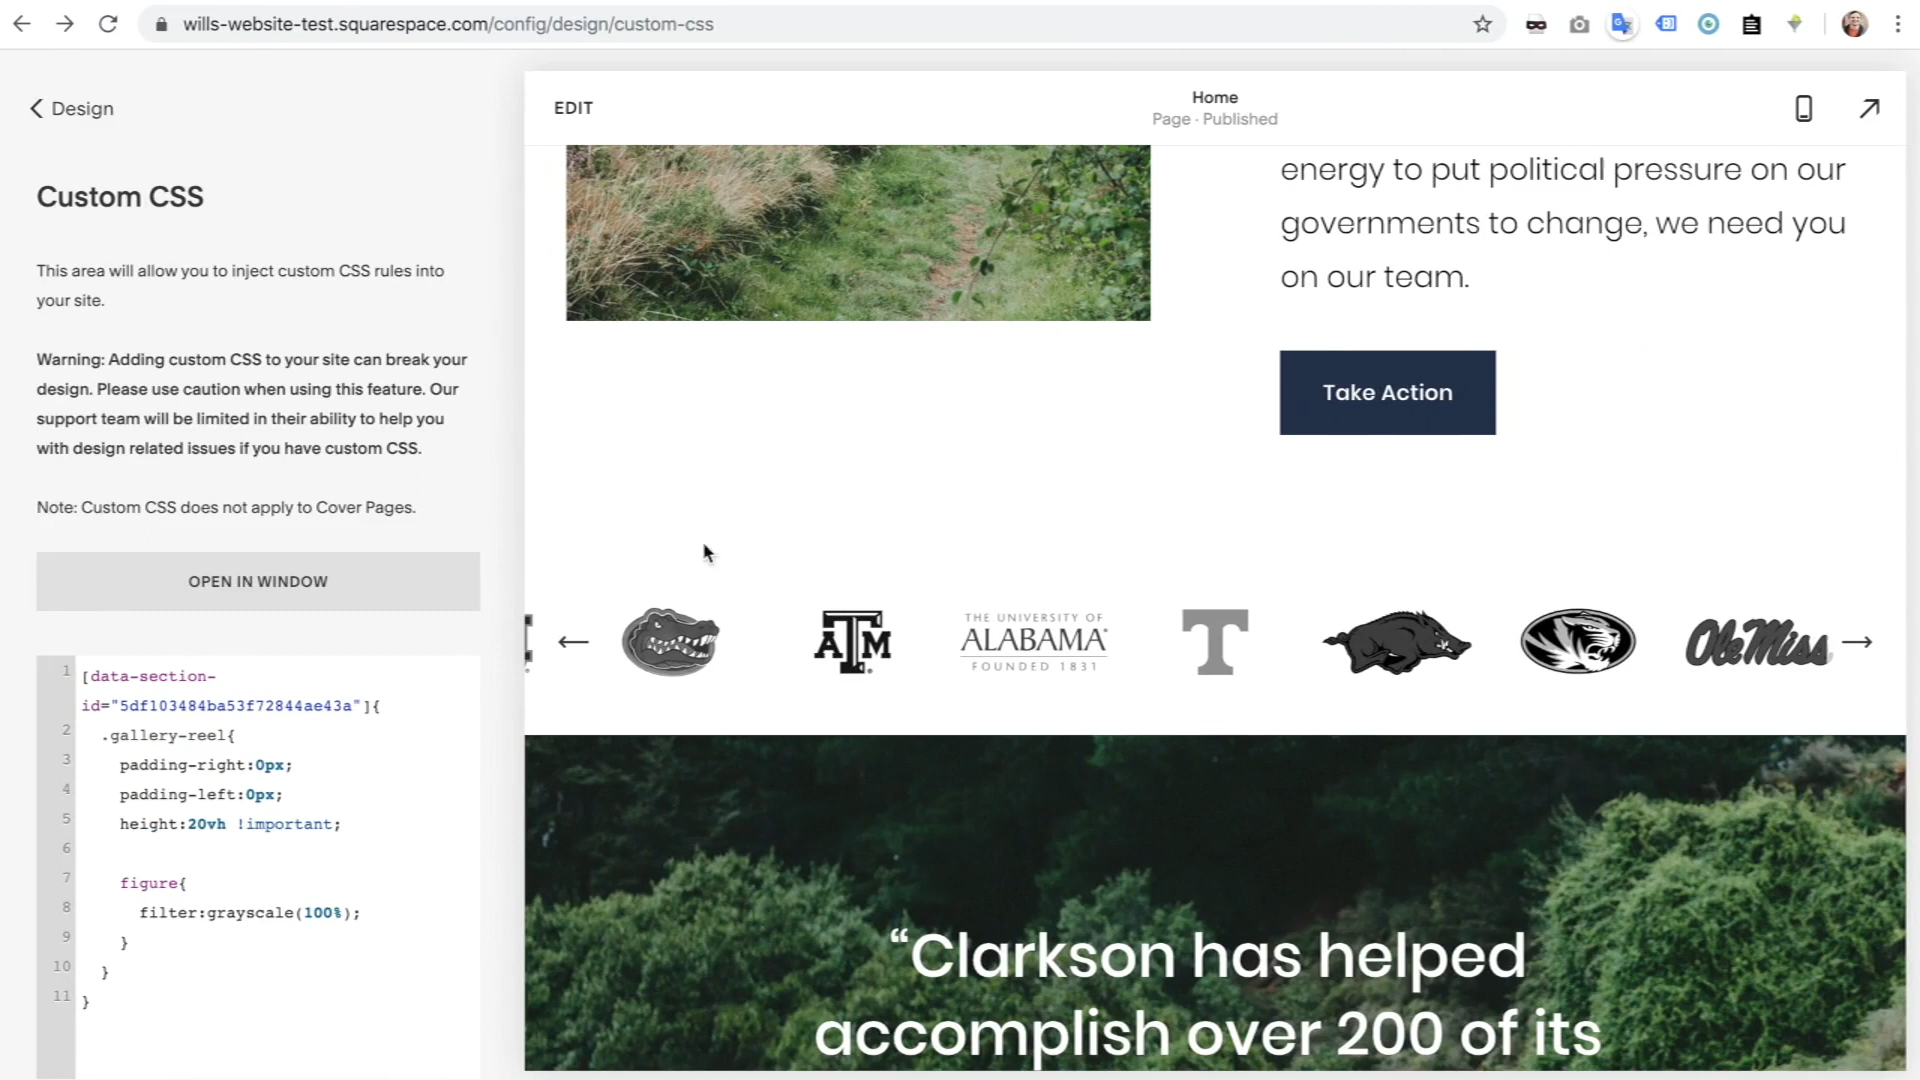 wills-website-test.squarespace.com/config/design/custom-css
Design
Custom CSS
This area will allow you to inject custom CSS rules into
your site.
Warning: Adding custom CSS to your site can break your
design. Please use caution when using this feature. Our
support team will be limited in their ability to help you
with design related issues if you have custom CSS.
Note: Custom CSS does not apply to Cover Pages.
OPEN IN WINDOW
1 [data-section-
id="5df103484ba53f72844ae43a"]{
2 .gallery-reel{
3 padding-right:0px;
4 padding-left:0px;
5 height:20vh !important;
6
7 figure{
8 filter:grayscale(100%);
9 }
10 }
11 }
EDIT
Home
Page · Published
energy to put political pressure on our
governments to change, we need you
on our team.
Take Action
ATM
THE UNIVERSITY OF
ALABAMA
FOUNDED 1831
T
Ole Miss
“Clarkson has helped
accomplish over 200 of its